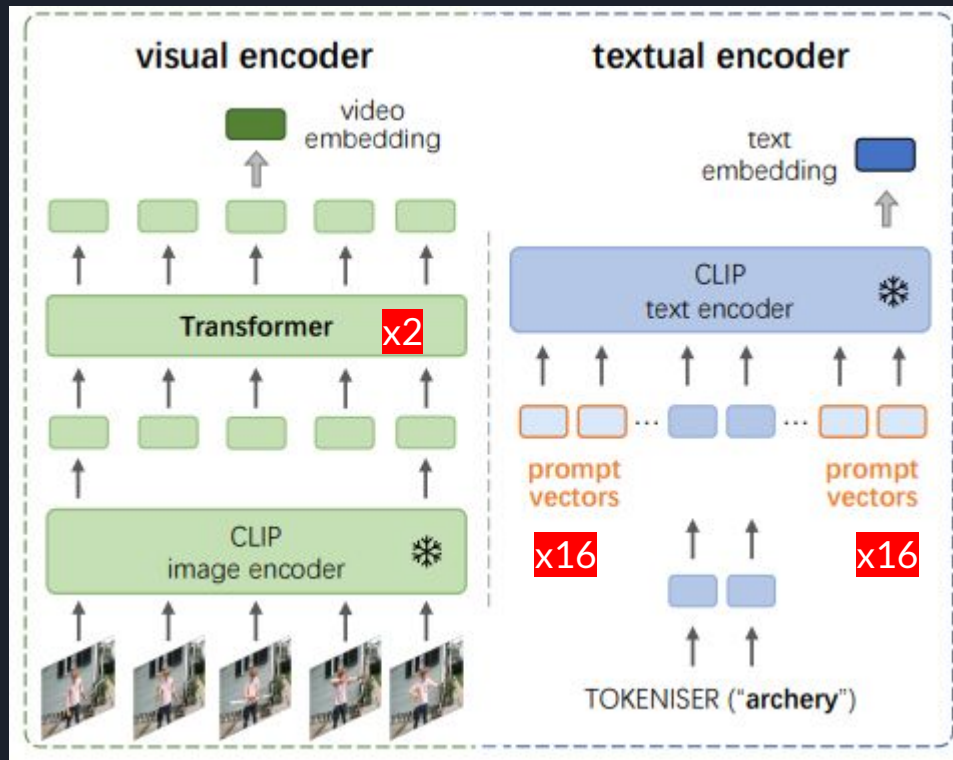 visual encoder
video
embedding
Transformer x2
CLIP
image encoder
textual encoder
text
embedding
CLIP
text encoder
... ...
prompt
vectors
x16
prompt
vectors
x16
TOKENISER ("archery")